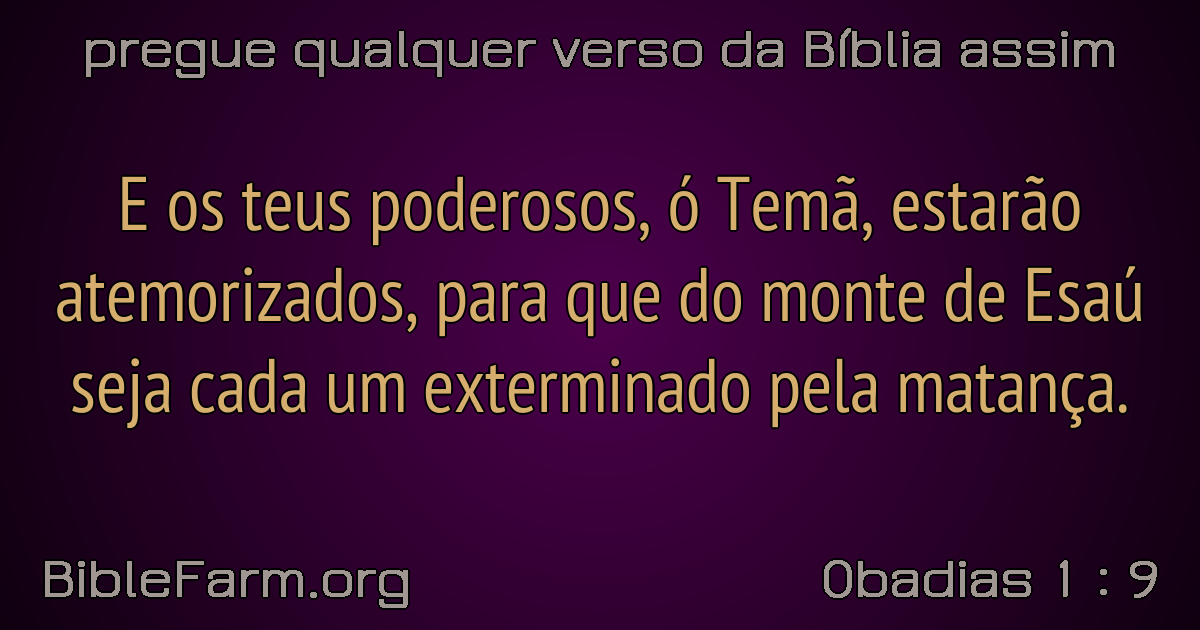 pregue qualquer verso da Bíblia assim
E os teus poderosos, ó Temã, estarão
atemorizados, para que do monte de Esaú
seja cada um exterminado pela matança.
BibleFarm.org
Obadias 1 : 9